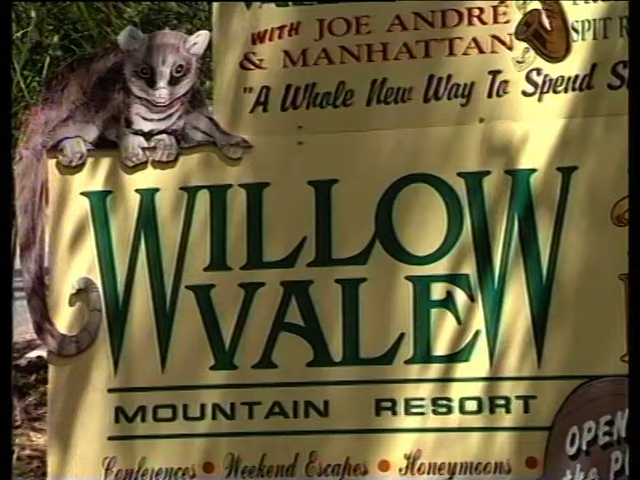 WITH JOE ANDRÉ
& MANHATTAN
SPIT
"A WHOLE NEW WAY TO SPEND
WILLOW
VALE
MOUNTAIN RESORT
Conferences • Weekend Escapes • Honeymoons •
OPEN
the